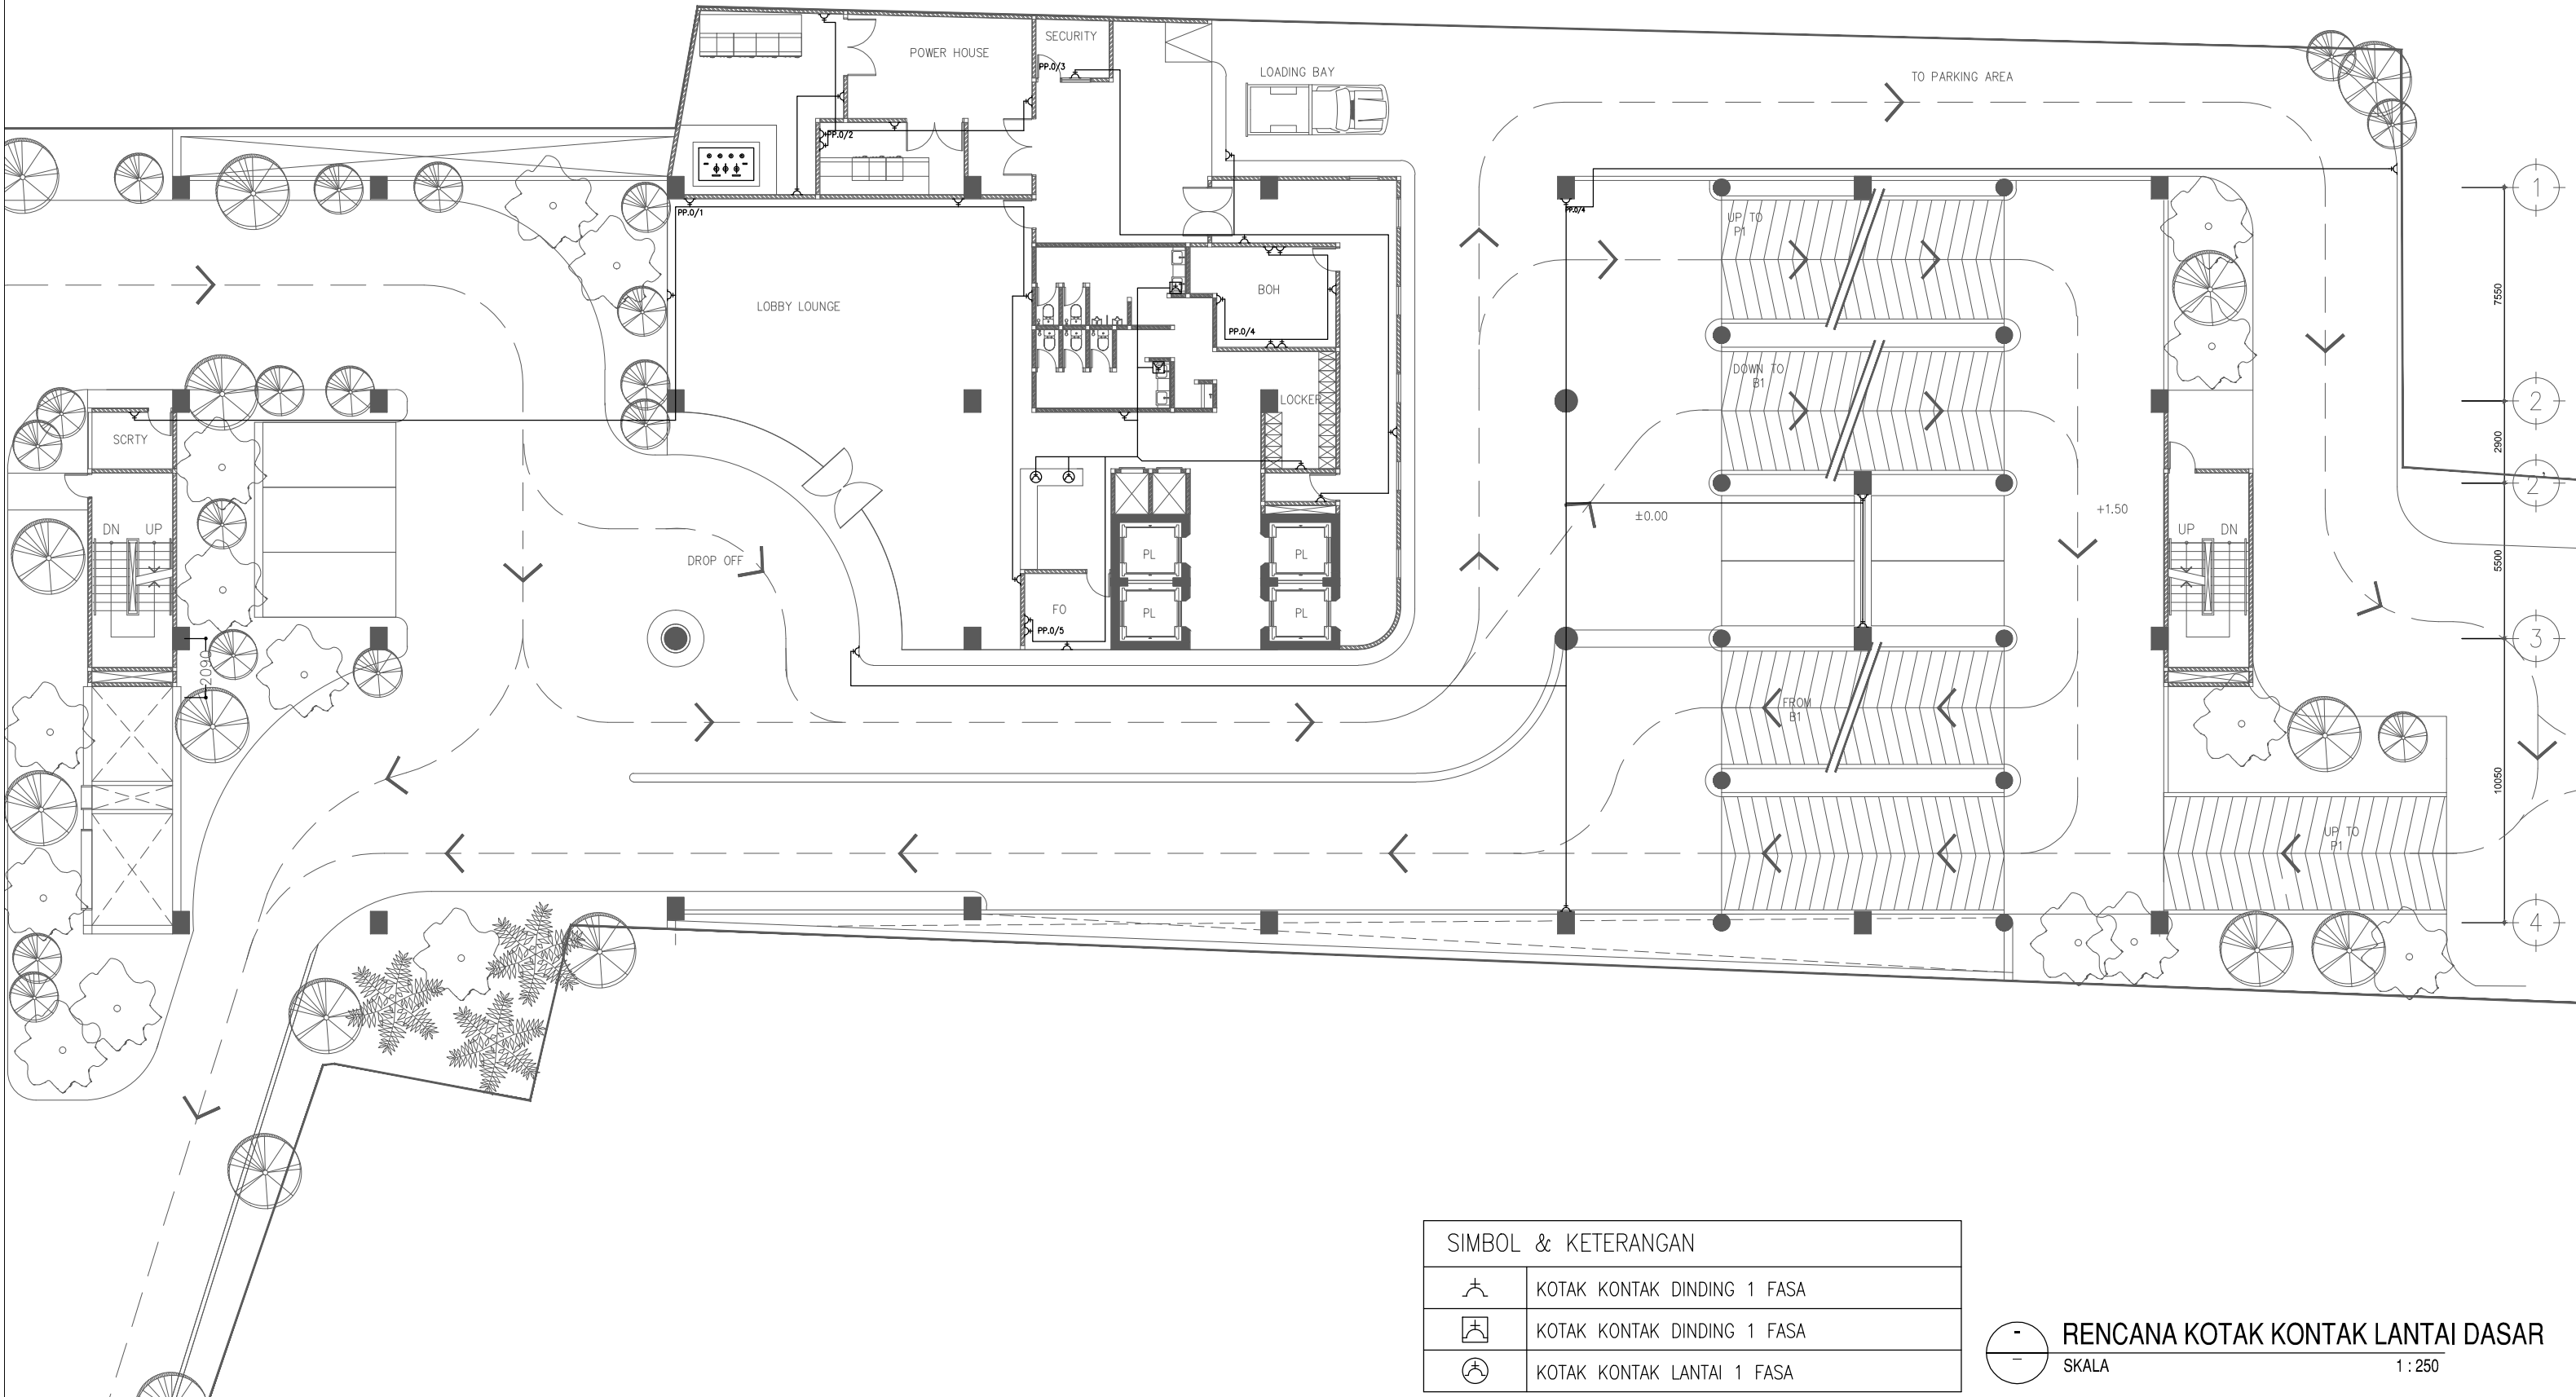 SECURITY
POWER HOUSE
PP.0/3
LOADING BAY
TO PARKING AREA
PP.0/2
PP.0/1
PP.0/4
UP TO
P1
1
LOBBY LOUNGE
BOH
7550
PP.0/4
DOWN TO
B1
LOCKER
2
SCRTY
2900
2'
DN
UP
±0.00
+1.50
UP
DN
DROP OFF
PL
PL
5500
FO
PL
PL
PP.0/5
3
2090
FROM
B1
10050
UP TO
P1
4
SIMBOL & KETERANGAN
KOTAK KONTAK DINDING 1 FASA
KOTAK KONTAK DINDING 1 FASA
KOTAK KONTAK LANTAI 1 FASA
-
-
RENCANA KOTAK KONTAK LANTAI DASAR
SKALA 1 : 250